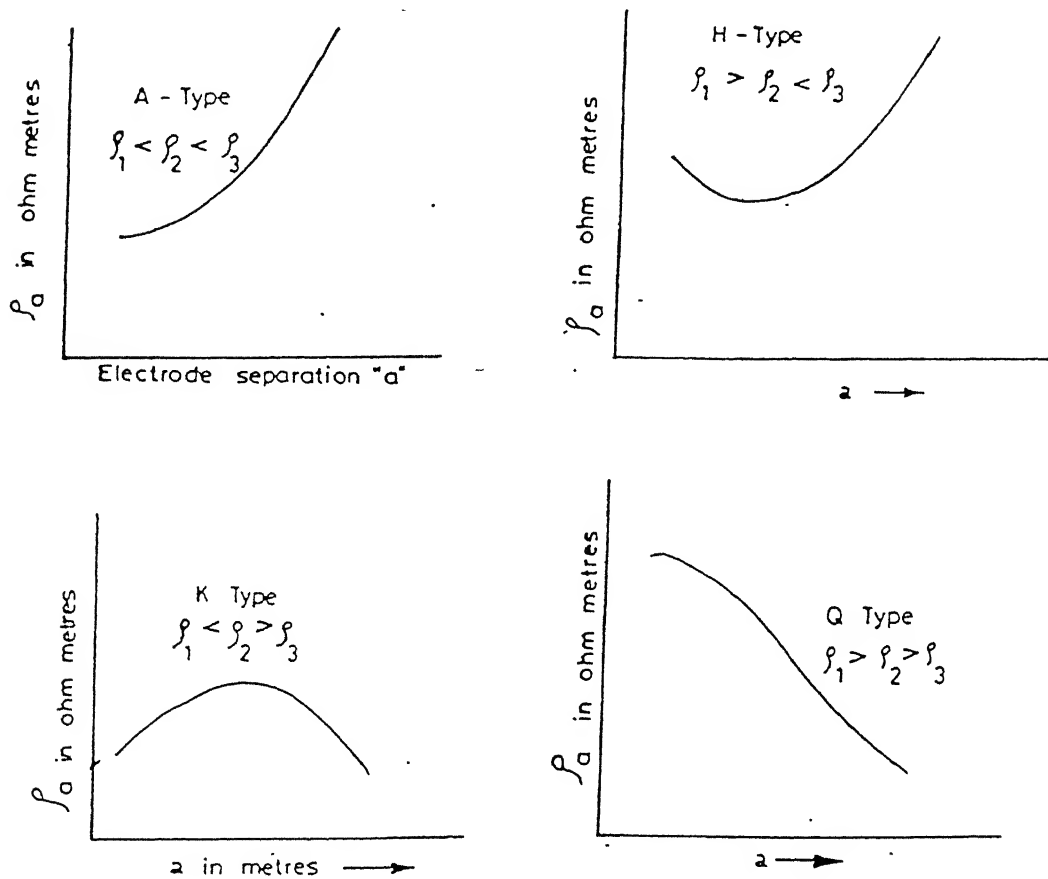 A - Type
ρ1 < ρ2 < ρ3
ρa in ohm metres
Electrode separation "a"
H - Type
ρ1 > ρ2 < ρ3
ρa in ohm metres
a →
K Type
ρ1 < ρ2 > ρ3
ρa in ohm metres
a in metres →
Q Type
ρ1 > ρ2 > ρ3
ρa in ohm metres
a →